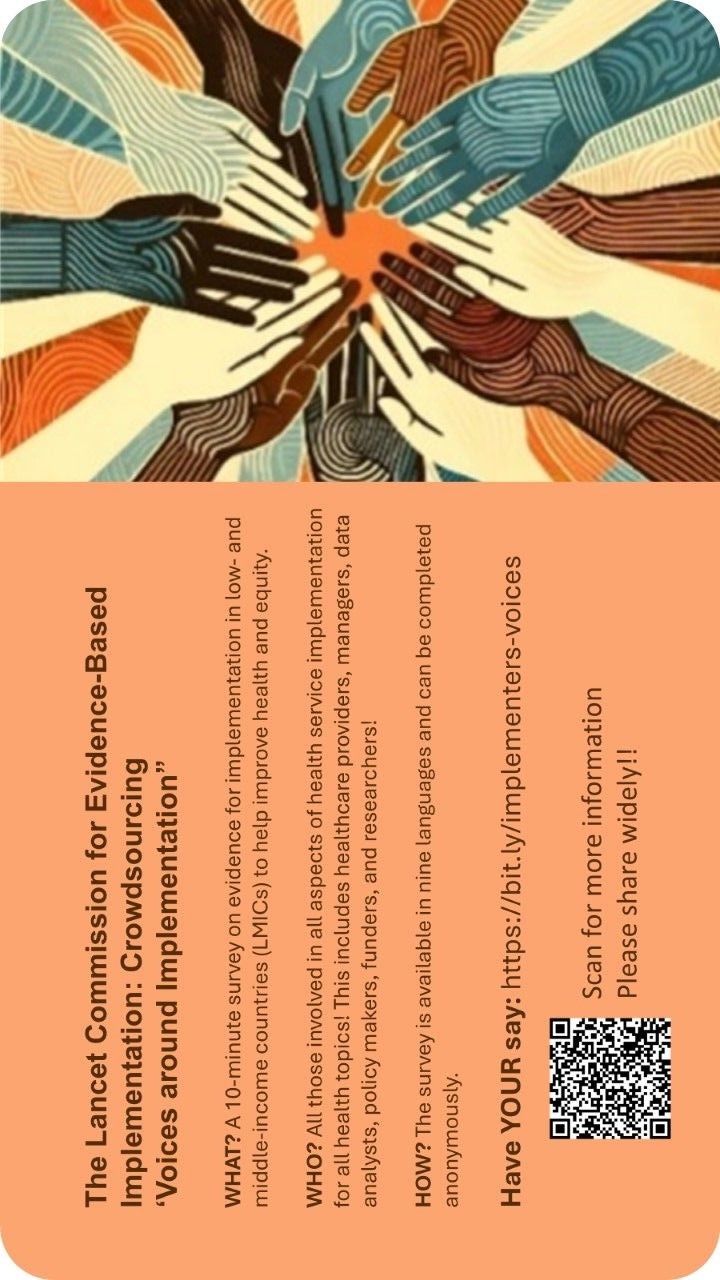 The Lancet Commission for Evidence-Based
Implementation: Crowdsourcing
‘Voices around Implementation”
WHAT? A 10-minute survey on evidence for implementation in low- and
middle-income countries (LMICs) to help improve health and equity.
WHO? All those involved in all aspects of health service implementation
for all health topics! This includes healthcare providers, managers, data
analysts, policy makers, funders, and researchers!
HOW? The survey is available in nine languages and can be completed
anonymously.
Have YOUR say: https://bit.ly/implementers-voices
Scan for more information
Please share widely!!